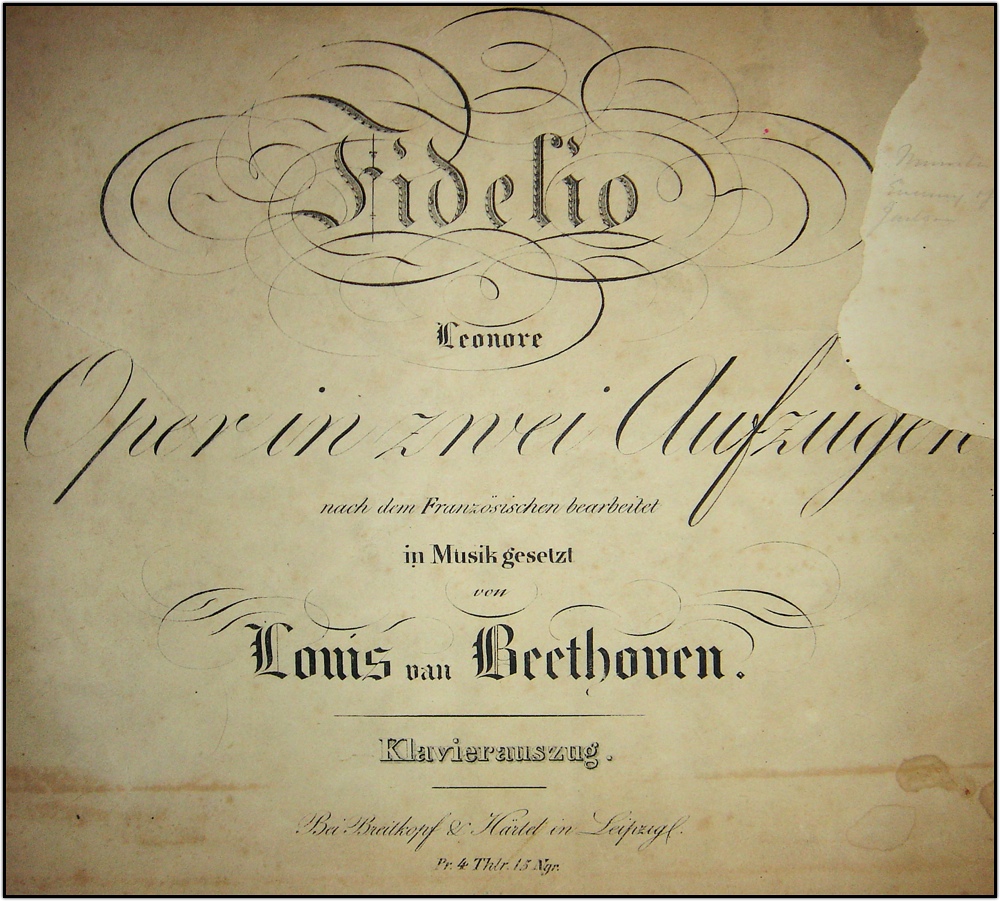 Fidelio
Leonore
Oper in zwei Aufzügen
nach dem Französischen bearbeitet
in Musik gesetzt
von
Louis van Beethoven.
Klavierauszug.
Bei Breitkopf & Härtel in Leipzig.
Pr. 4 Thlr. 15 Ngr.